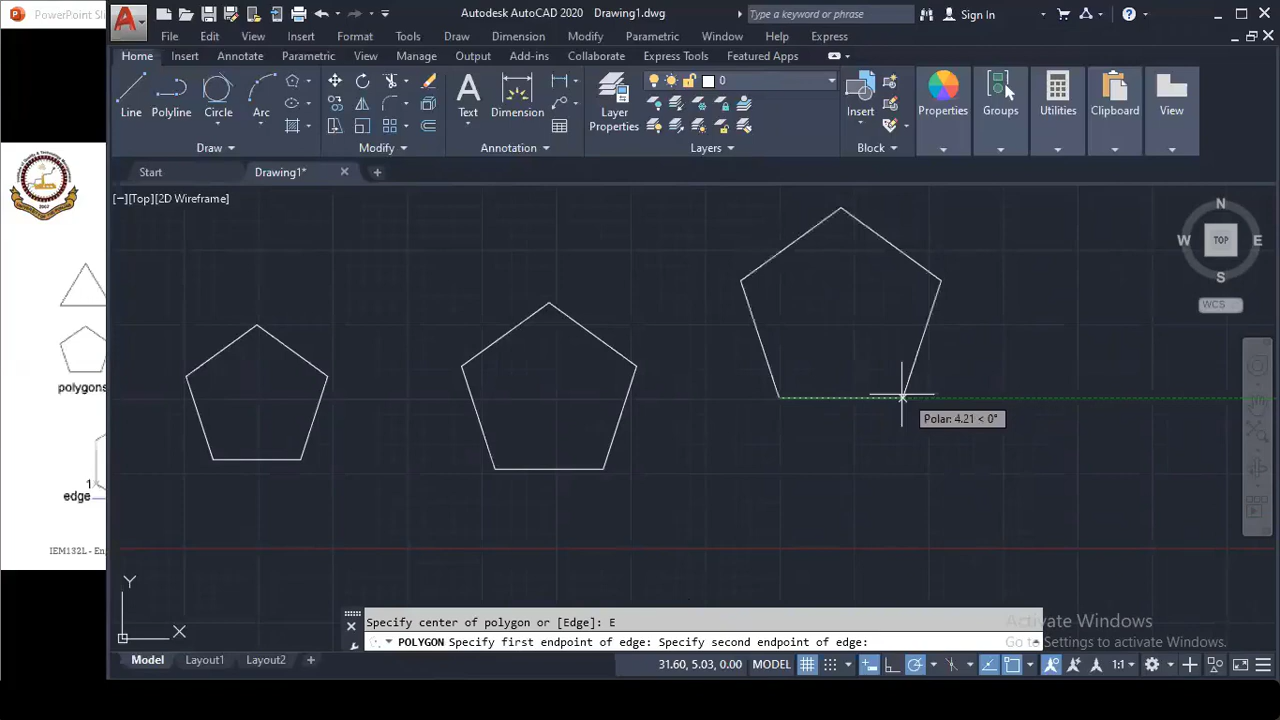 PowerPoint Sli
Autodesk AutoCAD 2020 Drawing1.dwg
Type a keyword or phrase
Sign In
File Edit View Insert Format Tools Draw Dimension Modify Parametric Window Help Express
Home Insert Annotate Parametric View Manage Output Add-ins Collaborate Express Tools Featured Apps
0
Line Polyline Circle Arc
Text Dimension
Layer
Properties
Insert
Properties Groups Utilities Clipboard View
Draw Modify Annotation Layers Block
Start Drawing1*
[−][Top][2D Wireframe]
N
W TOP E
S
WCS
polygons
Polar: 4.21 < 0°
1
edge
IEM132L - En
Y
X
Specify center of polygon or [Edge]: E
POLYGON Specify first endpoint of edge: Specify second endpoint of edge:
Activate Windows
Go to Settings to activate Windows.
Model Layout1 Layout2
31.60, 5.03, 0.00 MODEL 1:1